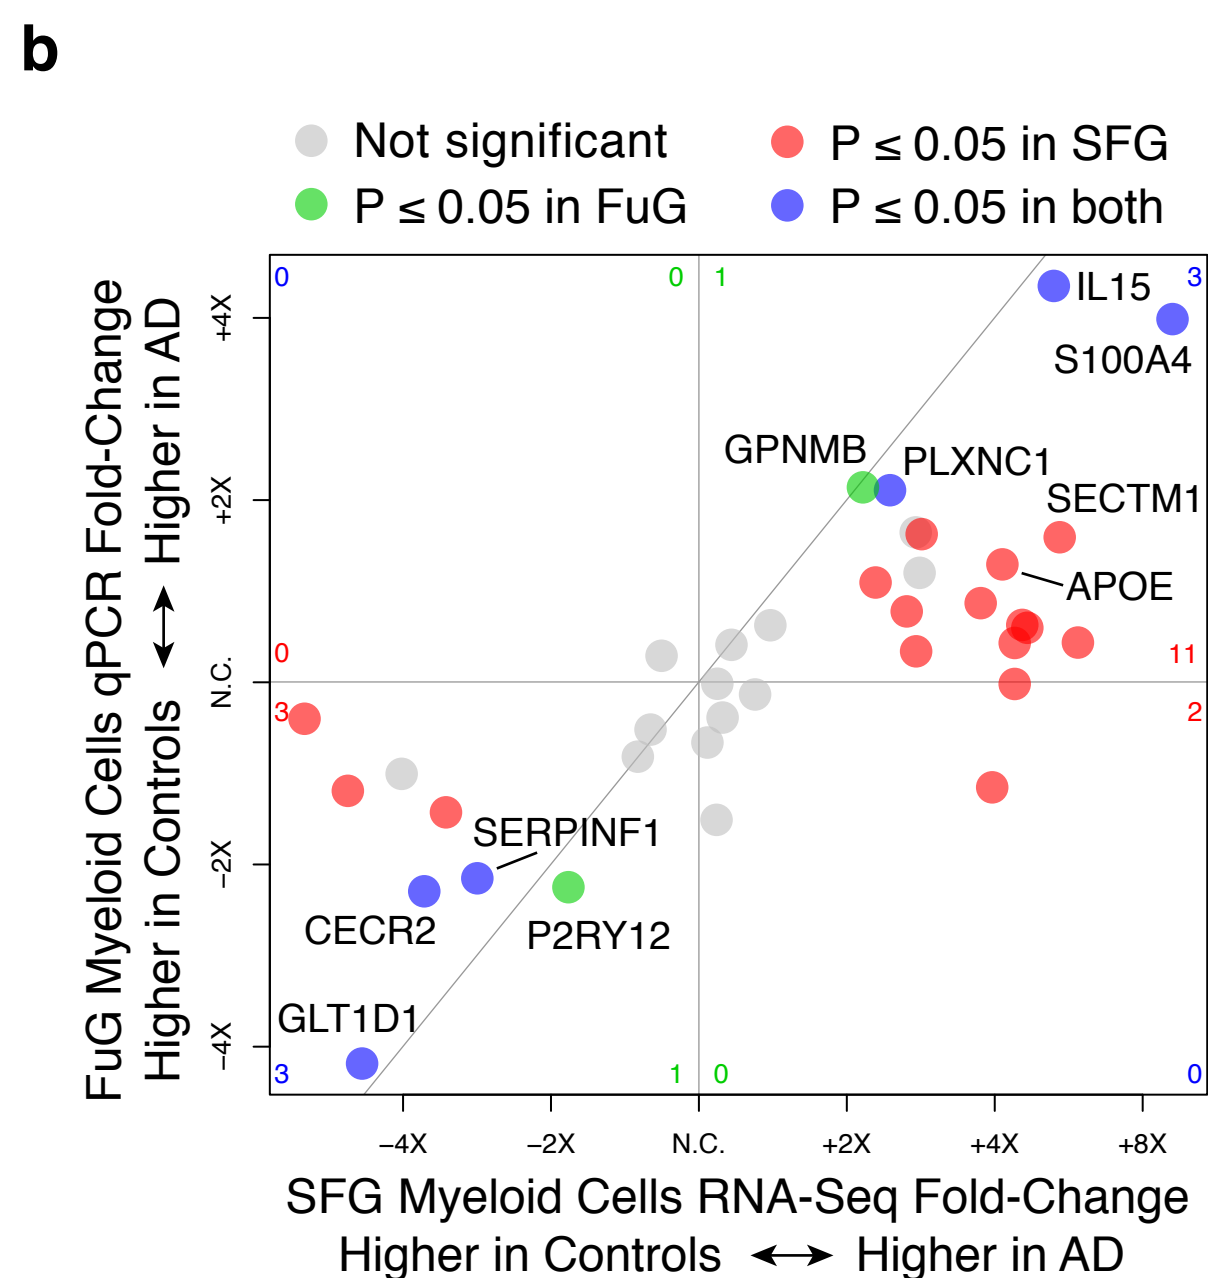 b
Not significant
P ≤ 0.05 in SFG
P ≤ 0.05 in FuG
P ≤ 0.05 in both
FuG Myeloid Cells qPCR Fold-Change
Higher in Controls ↔ Higher in AD
+4X
+2X
N.C.
−2X
−4X
0
0
1
3
IL15
S100A4
GPNMB
PLXNC1
SECTM1
APOE
0
11
3
2
SERPINF1
CECR2
P2RY12
GLT1D1
3
1
0
0
−4X
−2X
N.C.
+2X
+4X
+8X
SFG Myeloid Cells RNA-Seq Fold-Change
Higher in Controls ↔ Higher in AD